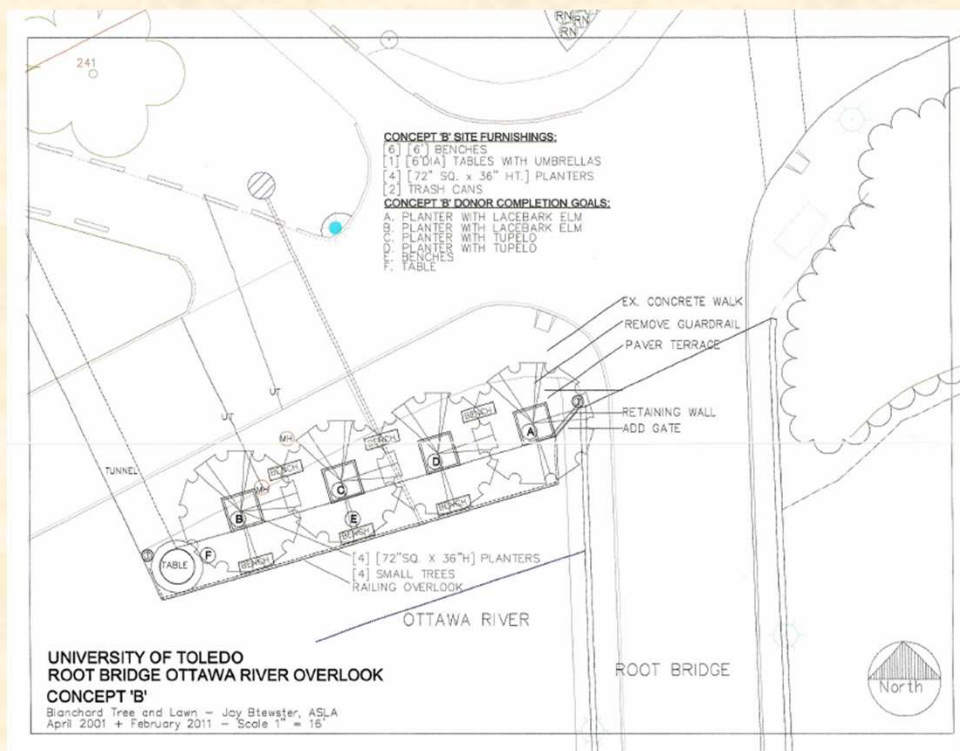 RN RN
RN RN
RN
241
CONCEPT 'B' SITE FURNISHINGS:
[6] [6'] BENCHES
[1] [6'DIA] TABLES WITH UMBRELLAS
[4] [72" SQ. x 36" HT.] PLANTERS
[2] TRASH CANS
CONCEPT 'B' DONOR COMPLETION GOALS:
A. PLANTER WITH LACEBARK ELM
B. PLANTER WITH LACEBARK ELM
C. PLANTER WITH TUPELO
D. PLANTER WITH TUPELO
E. BENCHES
F. TABLE
EX. CONCRETE WALK
REMOVE GUARDRAIL
PAVER TERRACE
RETAINING WALL
ADD GATE
UT
UT
MH
MH
TUNNEL
BENCH
BENCH
BENCH
A
D
C
B
E
F
BENCH
BENCH
BENCH
TABLE
T
T
[4] [72"SQ. X 36"H] PLANTERS
[4] SMALL TREES
RAILING OVERLOOK
OTTAWA RIVER
ROOT BRIDGE
North
UNIVERSITY OF TOLEDO
ROOT BRIDGE OTTAWA RIVER OVERLOOK
CONCEPT 'B'
Blanchard Tree and Lawn - Jay Btewster, ASLA
April 2001 + February 2011 - Scale 1" = 16'